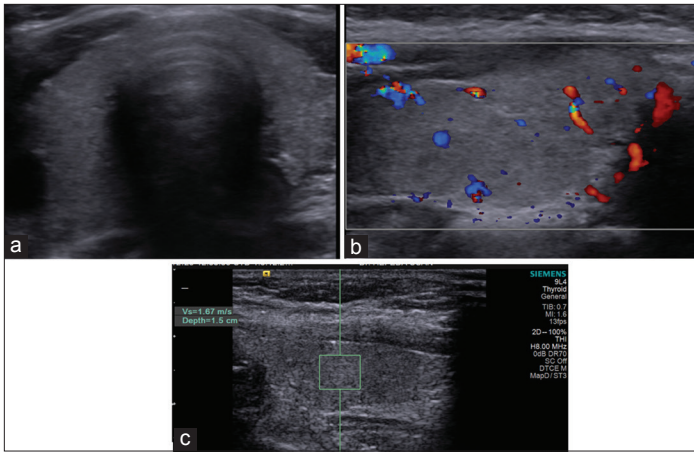 a
b
c
Vs=1.67 m/s
Depth=1.5 cm
SIEMENS
9L4
Thyroid
General
TIB: 0.7
MI: 1.6
13fps
2D--100%
THI
H8.00 MHz
0dB DR70
SC Off
DTCE M
MapD / ST3